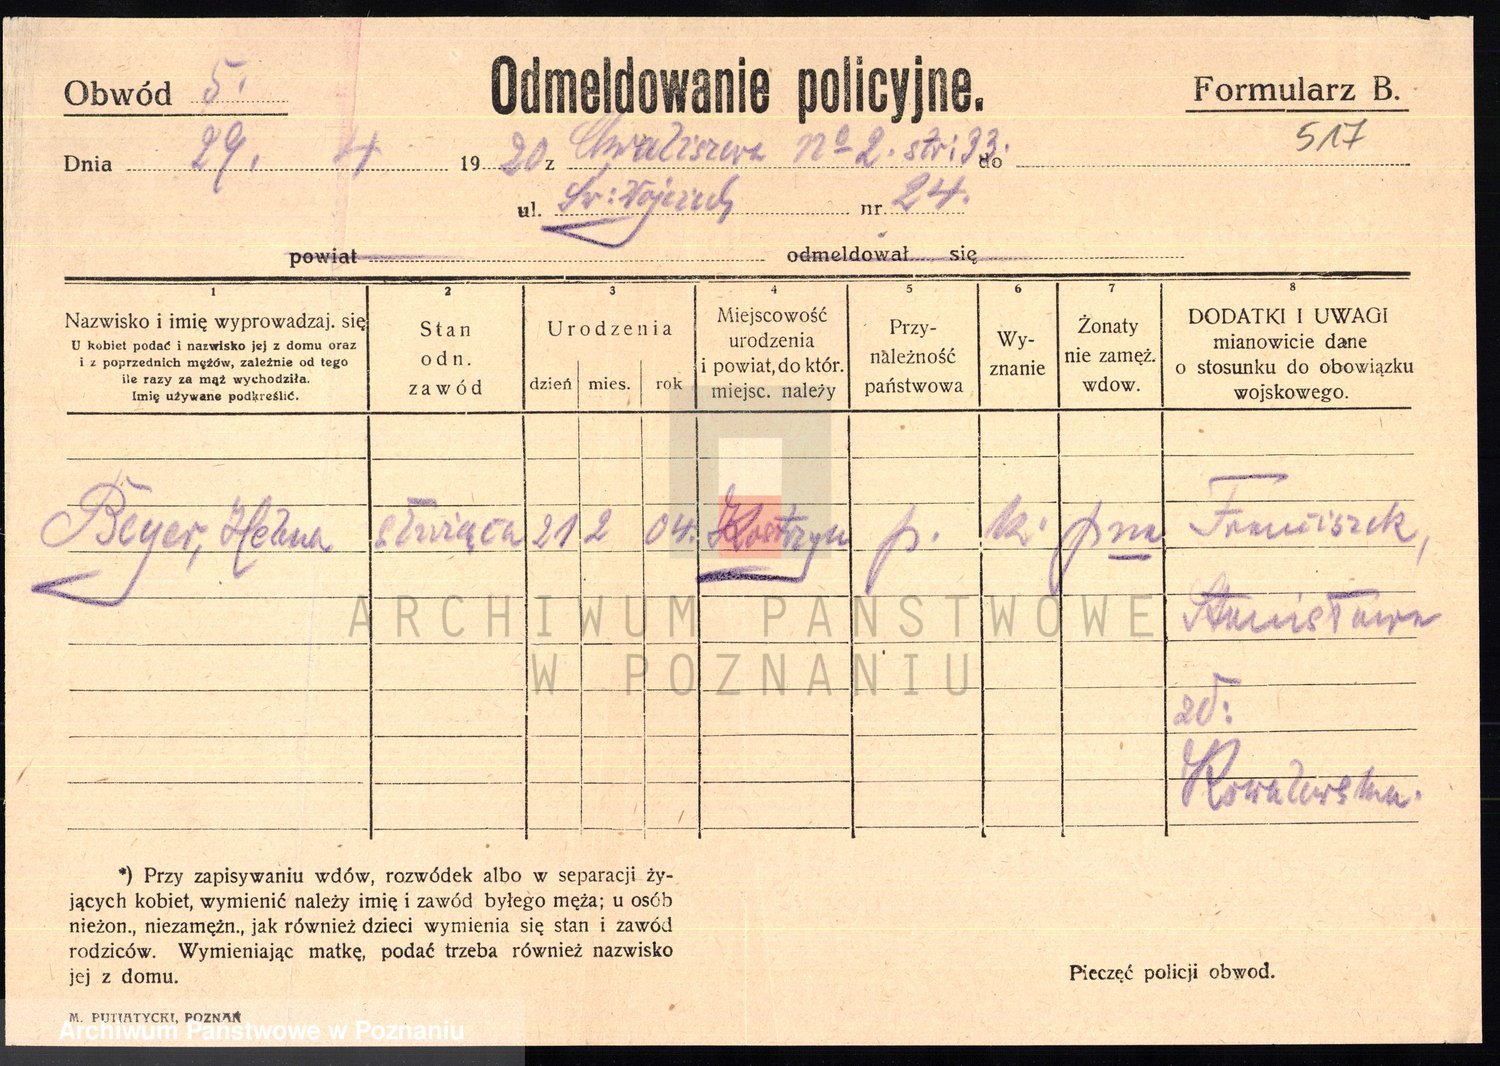 Obwód 5.
Odmeldowanie policyjne.
Formularz B.
517
Dnia 29. 4 1920 z Chwaliszewa No 2. str: 33. do
ul. Św: Wojciech nr. 24.
powiat odmeldował się
1 2 3 4 5 6 7 8
Nazwisko i imię wyprowadzaj. się
U kobiet podać i nazwisko jej z domu oraz
i z poprzednich mężów, zależnie od tego
ile razy za mąż wychodziła.
Imię używane podkreślić.
Stan
odn.
zawód
Urodzenia
dzień mies. rok
Miejscowość
urodzenia
i powiat, do któr.
miejsc. należy
Przy-
należność
państwowa
Wy-
znanie
Żonaty
nie zamęż.
wdow.
DODATKI I UWAGI
mianowicie dane
o stosunku do obowiązku
wojskowego.
Beyer, Helena służąca 21 2 04. Kostrzyn p. k. pna Franciszek,
Stanisława
zd:
Kowalewska.
ARCHIWUM PAŃSTWOWE
W POZNANIU
*) Przy zapisywaniu wdów, rozwódek albo w separacji ży-
jących kobiet, wymienić należy imię i zawód byłego męża; u osób
nieżon., niezamężn., jak również dzieci wymienia się stan i zawód
rodziców. Wymieniając matkę, podać trzeba również nazwisko
jej z domu.
Pieczęć policji obwod.
M. PUTIATYCKI, POZNAŃ
Archiwum Państwowe w Poznaniu